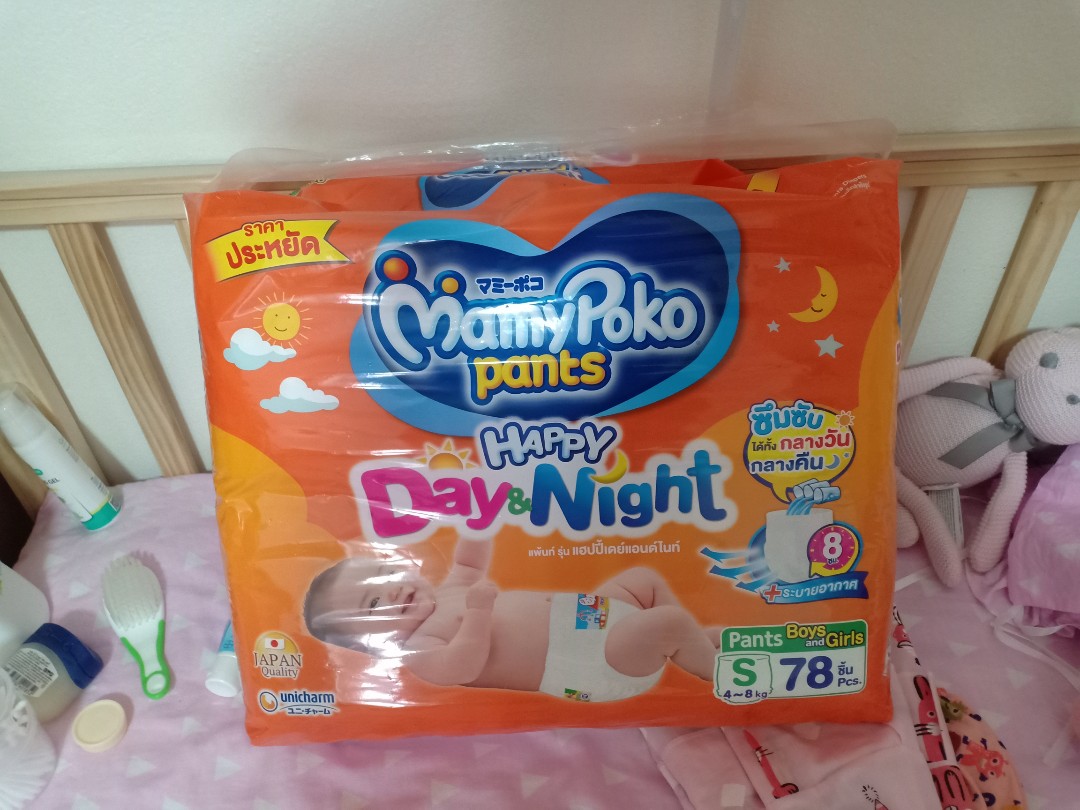 ราคา
ประหยัด
マミーポコ
MamyPoko
pants
HAPPY
Day & Night
แพ้นท์ รุ่น แฮปปี้เดย์แอนด์ไนท์
ซึมซับ
ได้ทั้ง กลางวัน
กลางคืน
8
ชม.
+ระบายอากาศ
JAPAN
Quality
unicharm
ユニ・チャーム
Pants Boys and Girls
S
4~8 kg
78 ชิ้น
Pcs.